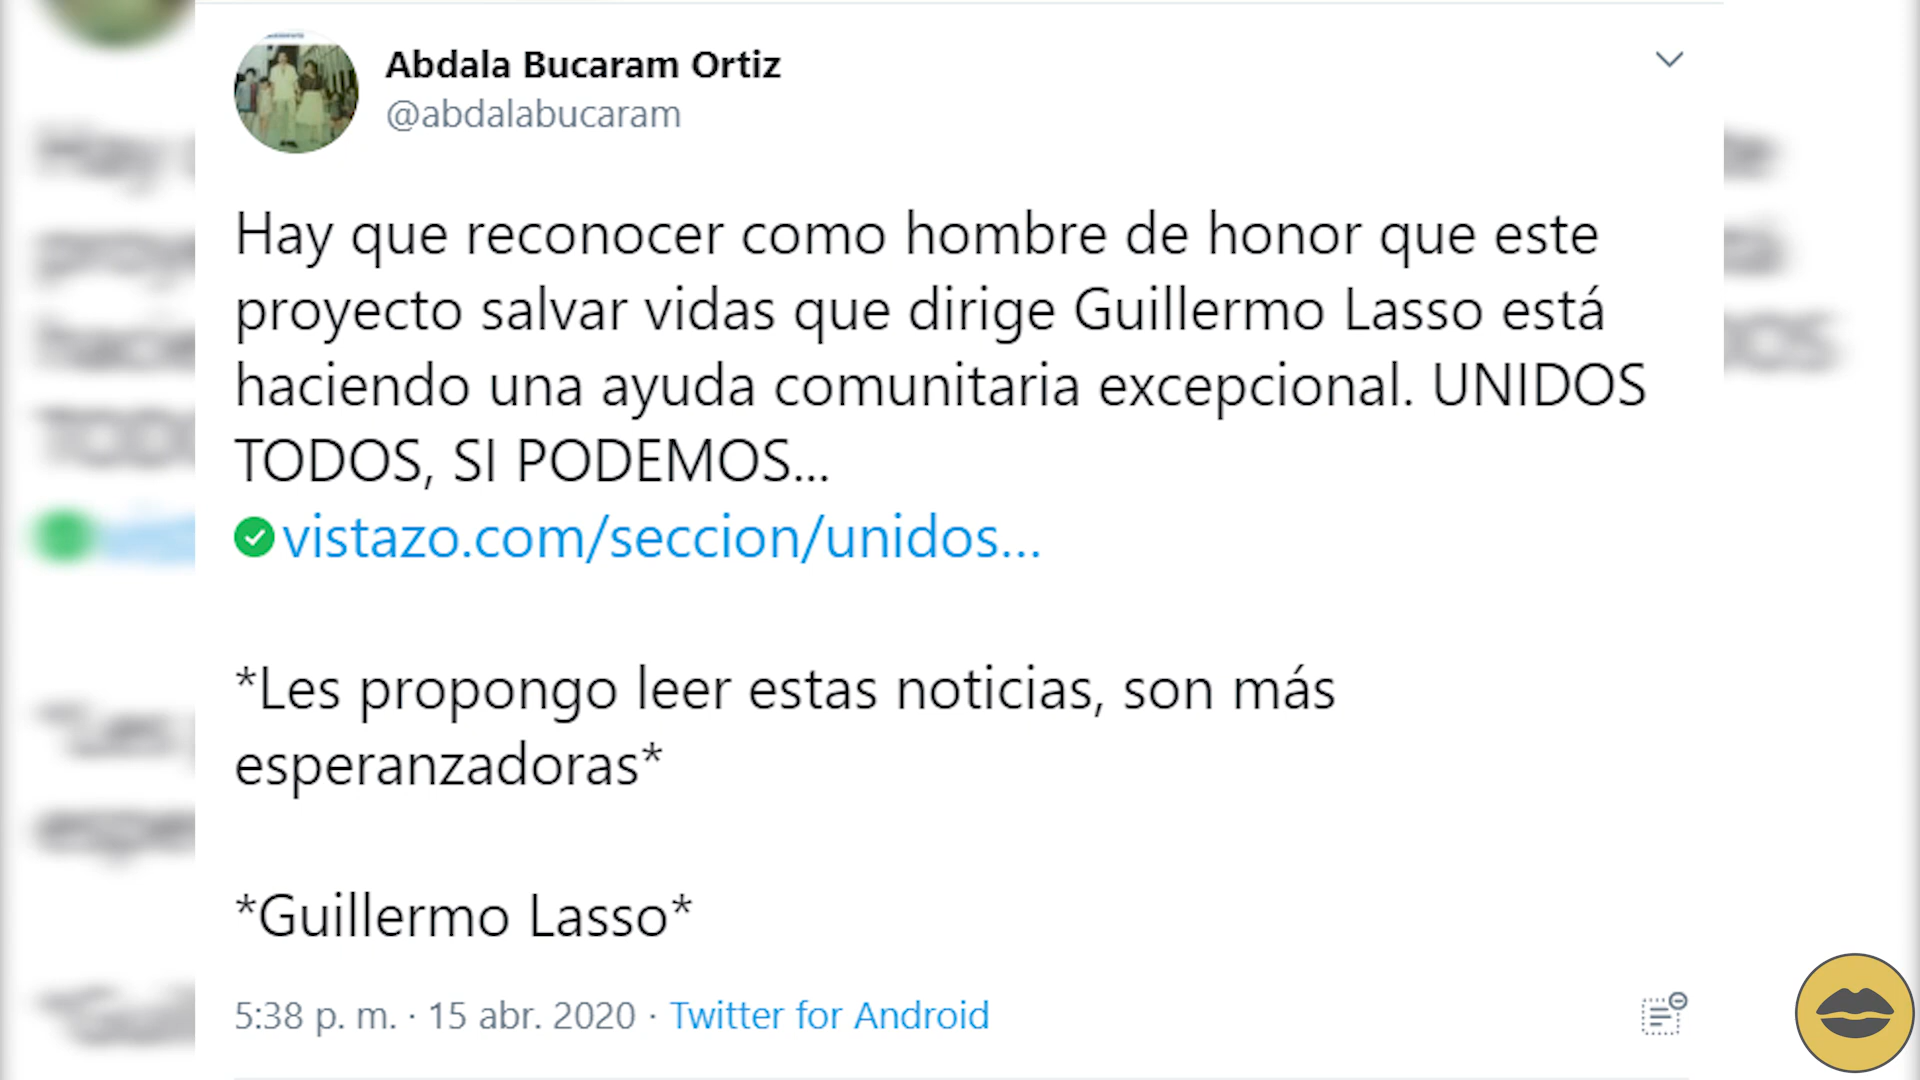 Abdala Bucaram Ortiz
@abdalabucaram
Hay que reconocer como hombre de honor que este
proyecto salvar vidas que dirige Guillermo Lasso está
haciendo una ayuda comunitaria excepcional. UNIDOS
TODOS, SI PODEMOS...
vistazo.com/seccion/unidos...
*Les propongo leer estas noticias, son más
esperanzadoras*
*Guillermo Lasso*
5:38 p. m. · 15 abr. 2020 · Twitter for Android